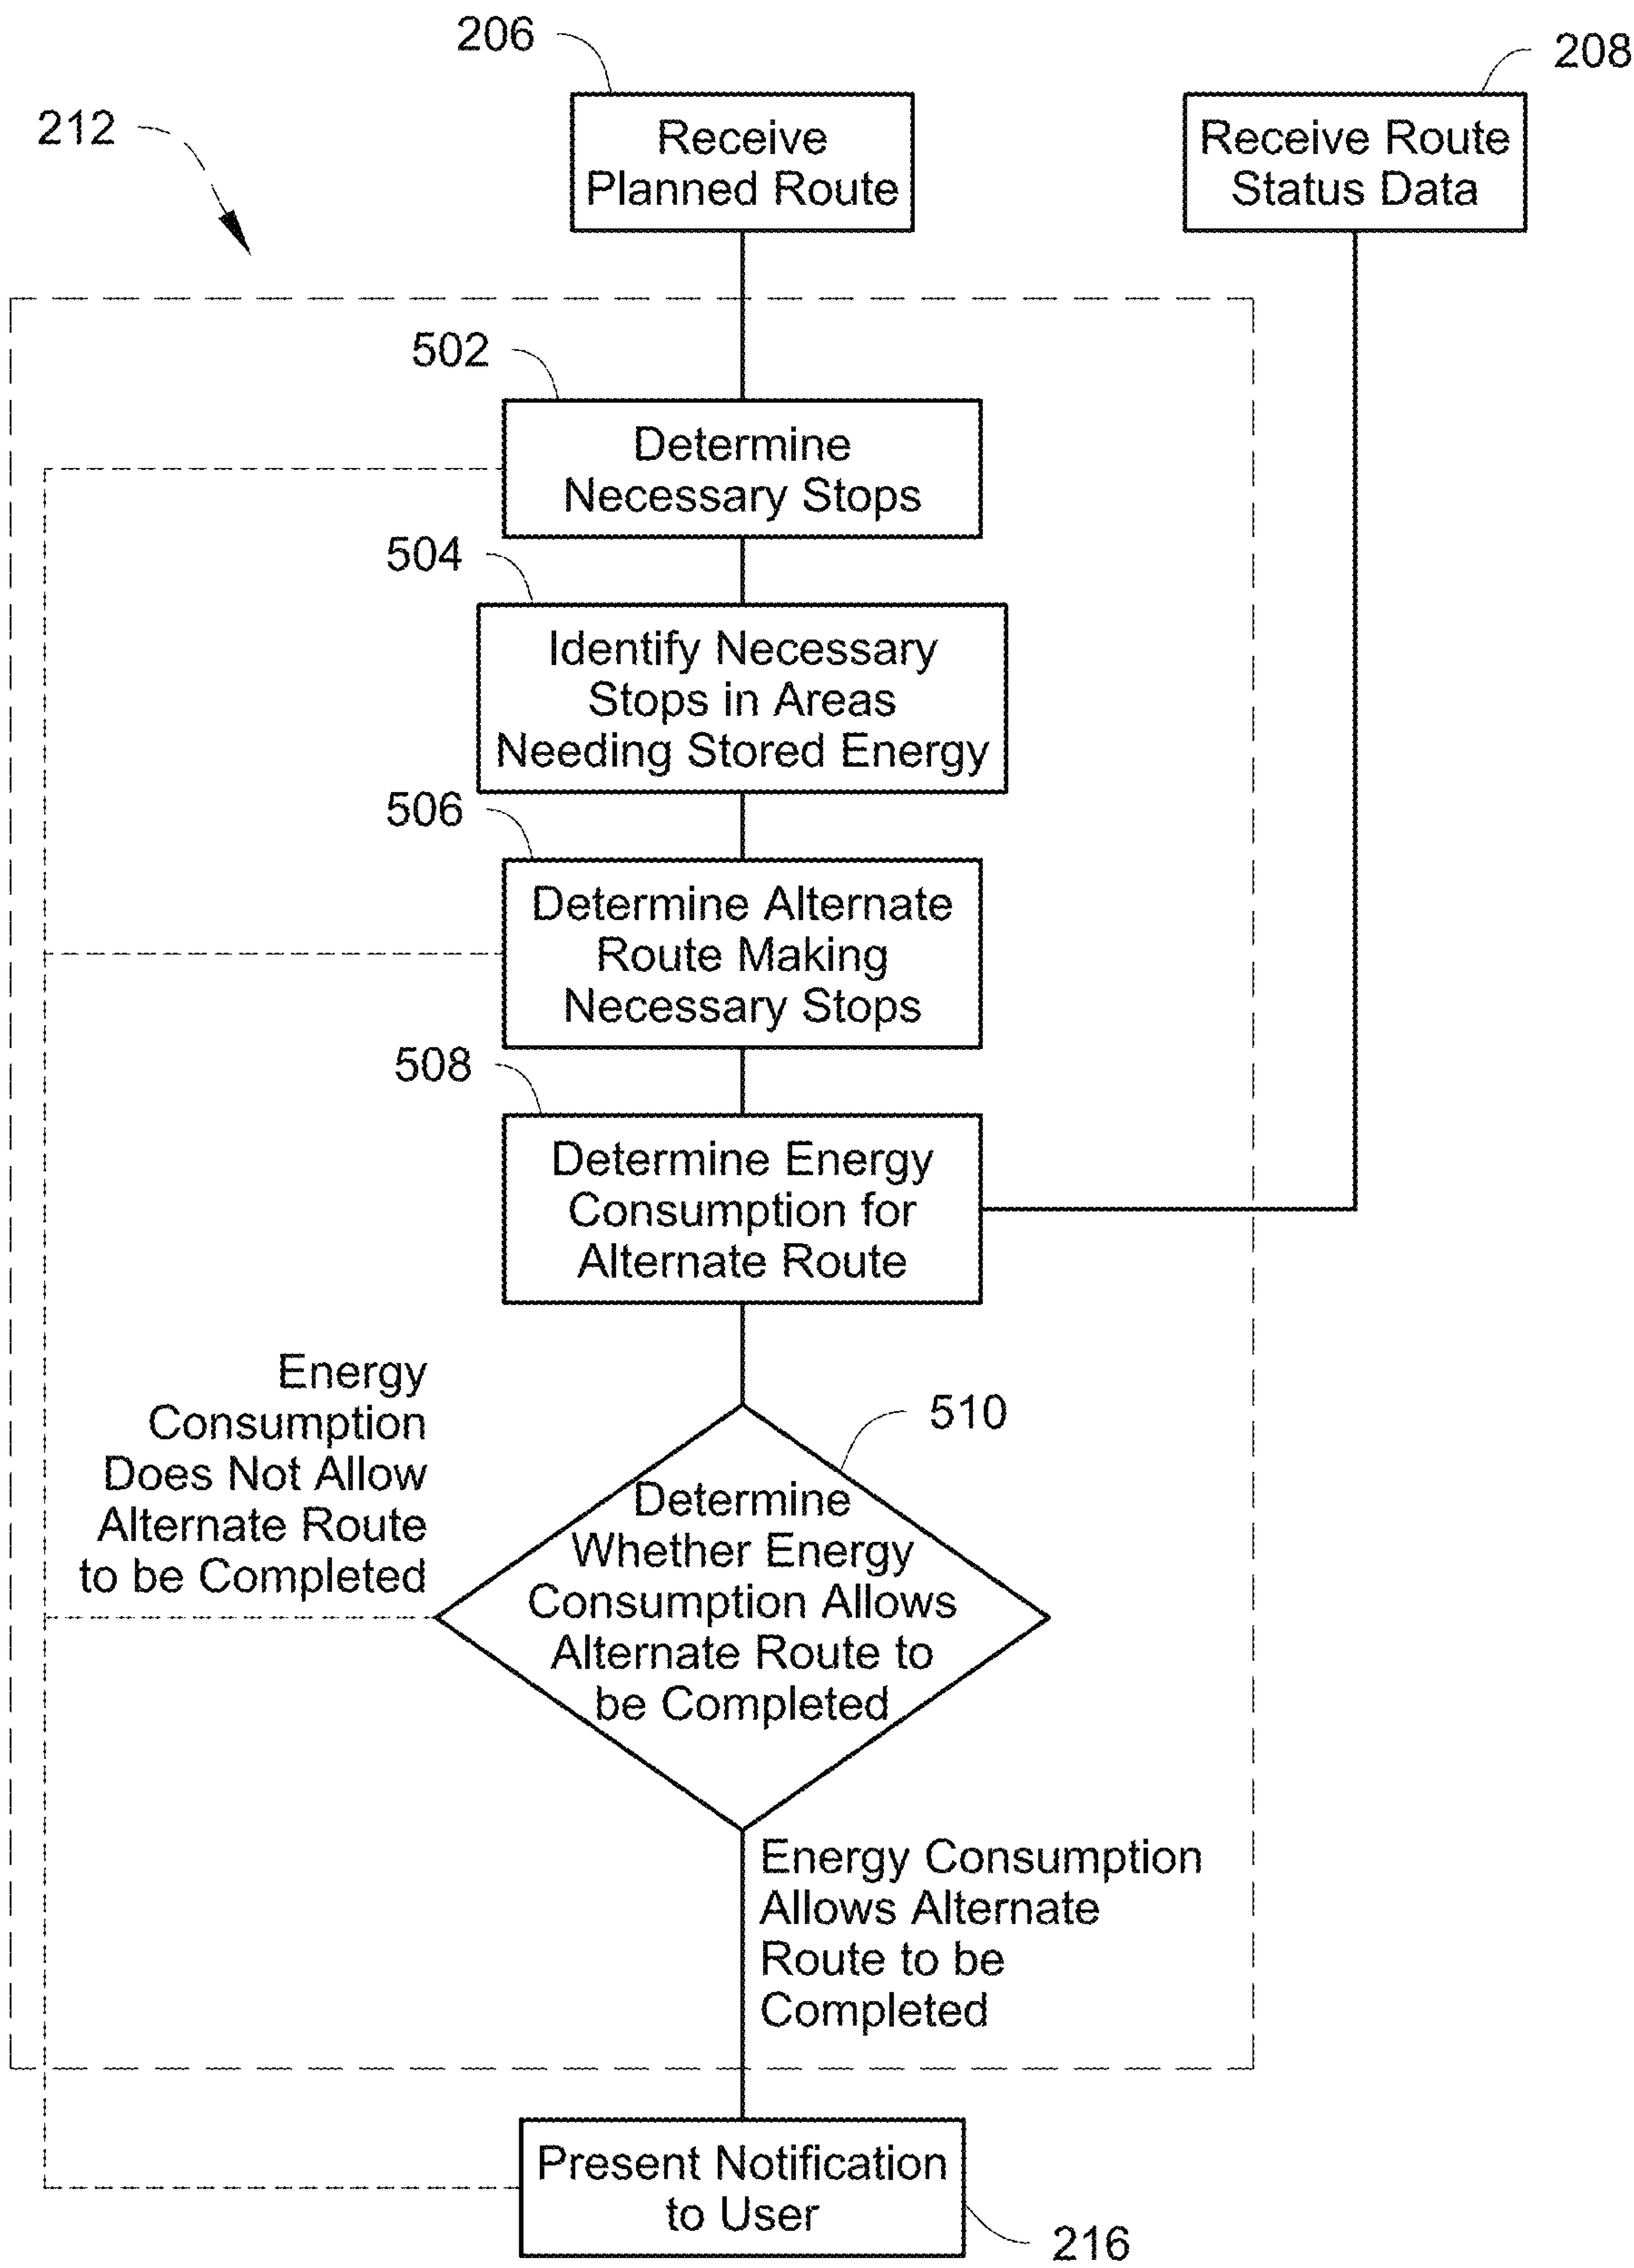 206
208
212
Receive
Planned Route
Receive Route
Status Data
502
Determine
Necessary Stops
504
Identify Necessary
Stops in Areas
Needing Stored Energy
506
Determine Alternate
Route Making
Necessary Stops
508
Determine Energy
Consumption for
Alternate Route
Energy
Consumption
Does Not Allow
Alternate Route
to be Completed
510
Determine
Whether Energy
Consumption Allows
Alternate Route to
be Completed
Energy Consumption
Allows Alternate
Route to be
Completed
Present Notification
to User
216